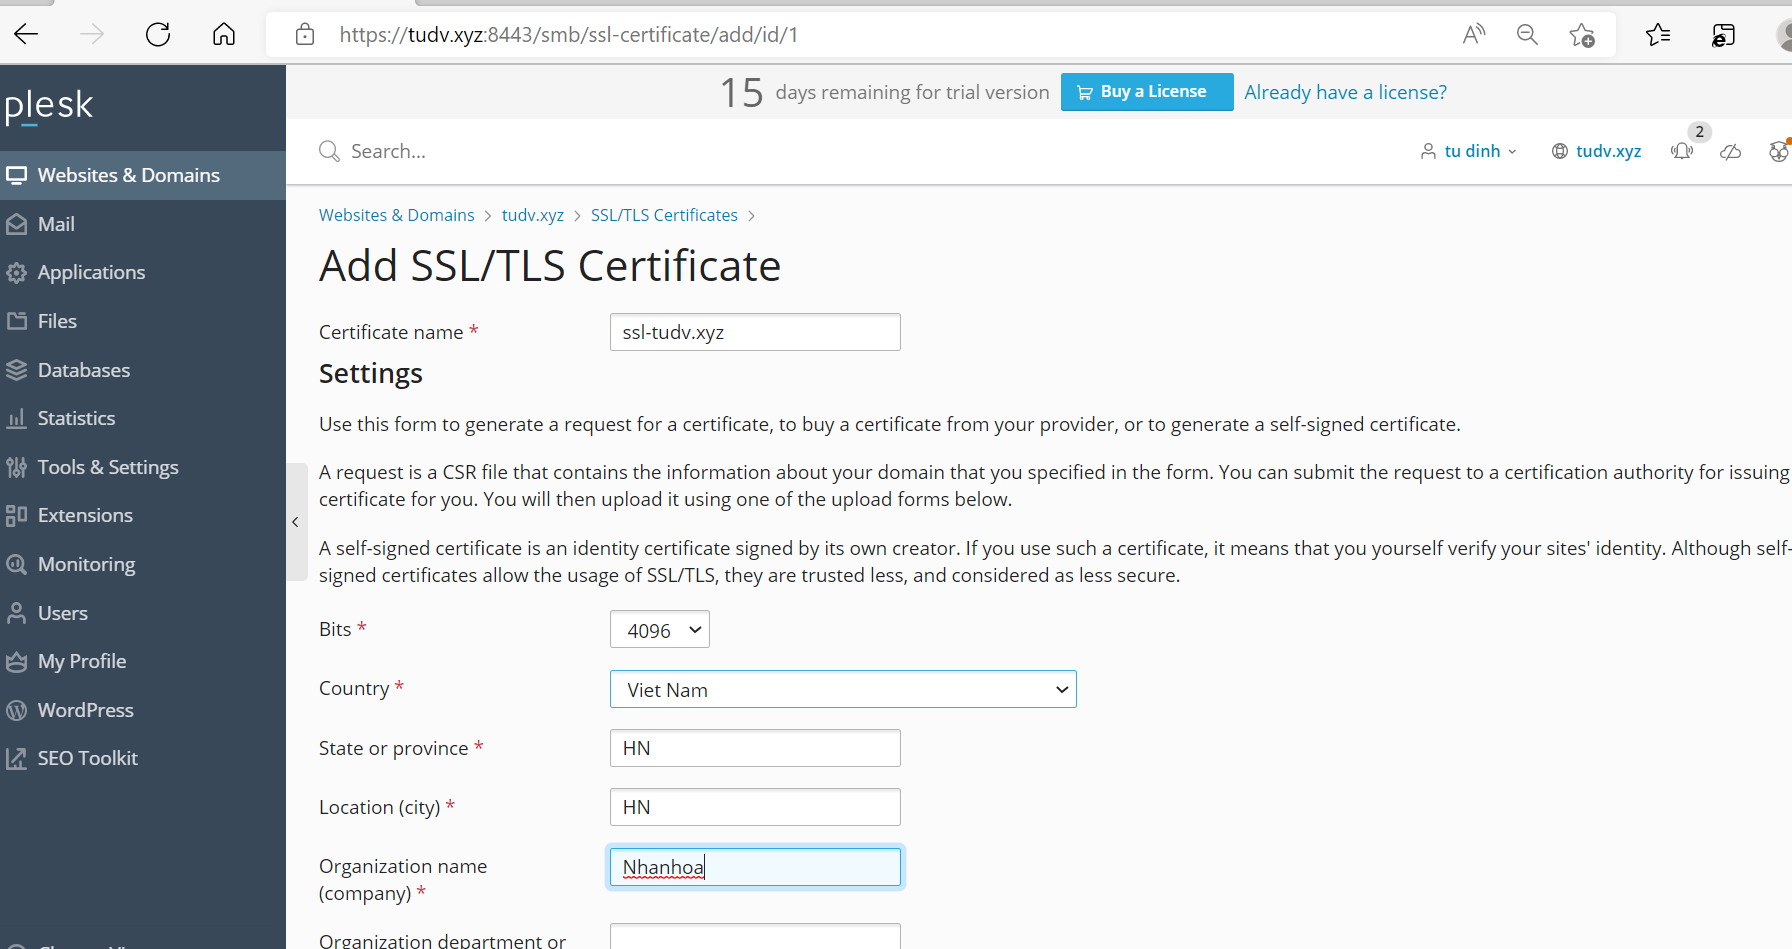 https://tudv.xyz:8443/smb/ssl-certificate/add/id/1
plesk
15 days remaining for trial version Buy a License Already have a license?
Search...
tu dinh tudv.xyz 2
Websites & Domains
Mail
Applications
Files
Databases
Statistics
Tools & Settings
Extensions
Monitoring
Users
My Profile
WordPress
SEO Toolkit
Websites & Domains > tudv.xyz > SSL/TLS Certificates >
Add SSL/TLS Certificate
Certificate name * ssl-tudv.xyz
Settings
Use this form to generate a request for a certificate, to buy a certificate from your provider, or to generate a self-signed certificate.
A request is a CSR file that contains the information about your domain that you specified in the form. You can submit the request to a certification authority for issuing
certificate for you. You will then upload it using one of the upload forms below.
A self-signed certificate is an identity certificate signed by its own creator. If you use such a certificate, it means that you yourself verify your sites' identity. Although self-
signed certificates allow the usage of SSL/TLS, they are trusted less, and considered as less secure.
Bits * 4096
Country * Viet Nam
State or province * HN
Location (city) * HN
Organization name
(company) * Nhanhoa
Organization department or